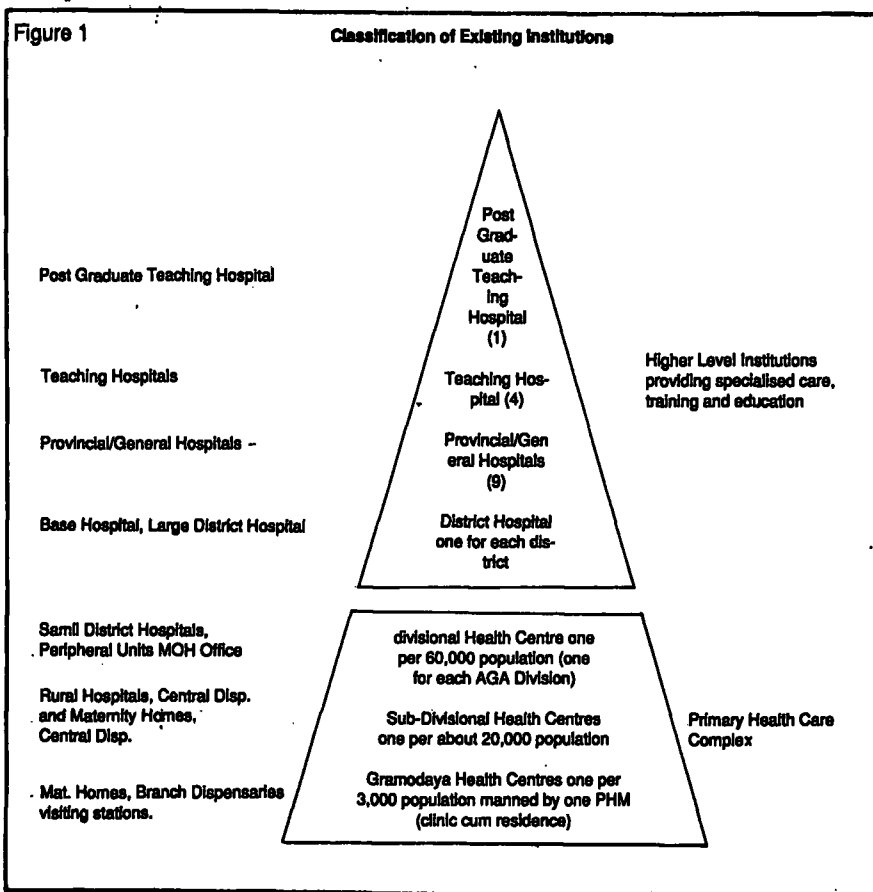 Figure 1
Classification of Existing Institutions
Post
Grad-
uate
Teach-
ing
Hospital
(1)
Post Graduate Teaching Hospital
Teaching Hospitals
Teaching Hos-
pital (4)
Higher Level Institutions
providing specialised care,
training and education
Provincial/General Hospitals -
Provincial/Gen
eral Hospitals
(9)
Base Hospital, Large District Hospital
District Hospital
one for each dis-
trict
Samll District Hospitals,
Peripheral Units MOH Office
divisional Health Centre one
per 60,000 population (one
for each AGA Division)
Rural Hospitals, Central Disp.
and Maternity Homes,
Central Disp.
Sub-Divisional Health Centres
one per about 20,000 population
Primary Health Care
Complex
Mat. Homes, Branch Dispensaries
visiting stations.
Gramodaya Health Centres one per
3,000 population manned by one PHM
(clinic cum residence)